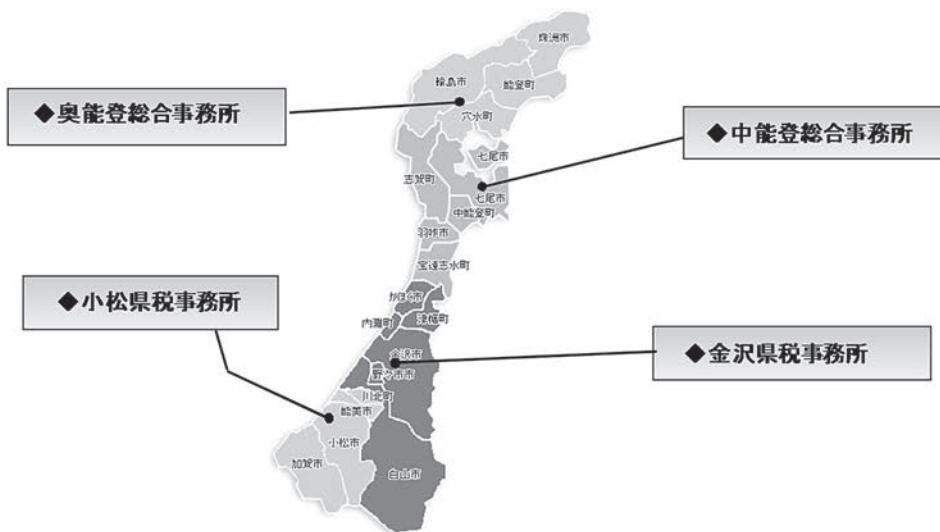 珠洲市
輪島市
能登町
◆奥能登総合事務所
穴水町
◆中能登総合事務所
七尾市
志賀町
七尾市
中能登町
羽咋市
宝達志水町
◆小松県税事務所
かほく市
内灘町
津幡町
◆金沢県税事務所
金沢市
野々市市
川北町
能美市
小松市
加賀市
白山市